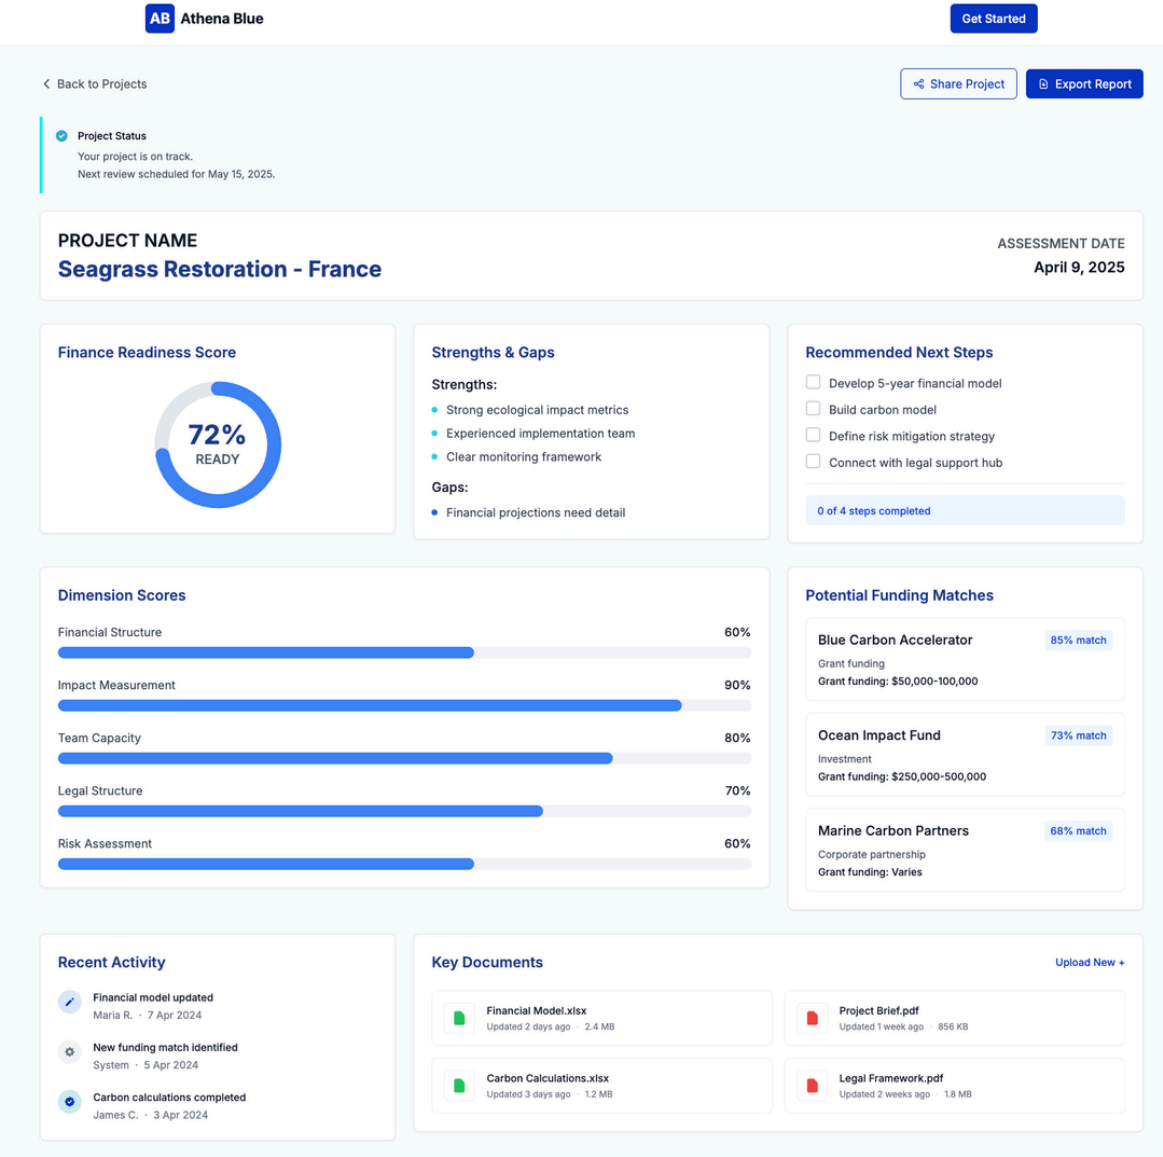 AB Athena Blue
Get Started
Back to Projects
Share Project
Export Report
Project Status
Your project is on track.
Next review scheduled for May 15, 2025.
PROJECT NAME
Seagrass Restoration - France
ASSESSMENT DATE
April 9, 2025
Finance Readiness Score
72%
READY
Strengths & Gaps
Strengths:
Strong ecological impact metrics
Experienced implementation team
Clear monitoring framework
Gaps:
Financial projections need detail
Recommended Next Steps
Develop 5-year financial model
Build carbon model
Define risk mitigation strategy
Connect with legal support hub
0 of 4 steps completed
Dimension Scores
Financial Structure 60%
Impact Measurement 90%
Team Capacity 80%
Legal Structure 70%
Risk Assessment 60%
Potential Funding Matches
Blue Carbon Accelerator 85% match
Grant funding
Grant funding: $50,000-100,000
Ocean Impact Fund 73% match
Investment
Grant funding: $250,000-500,000
Marine Carbon Partners 68% match
Corporate partnership
Grant funding: Varies
Recent Activity
Financial model updated
Maria R. · 7 Apr 2024
New funding match identified
System · 5 Apr 2024
Carbon calculations completed
James C. · 3 Apr 2024
Key Documents
Upload New +
Financial Model.xlsx
Updated 2 days ago · 2.4 MB
Project Brief.pdf
Updated 1 week ago · 856 KB
Carbon Calculations.xlsx
Updated 3 days ago · 1.2 MB
Legal Framework.pdf
Updated 2 weeks ago · 1.8 MB